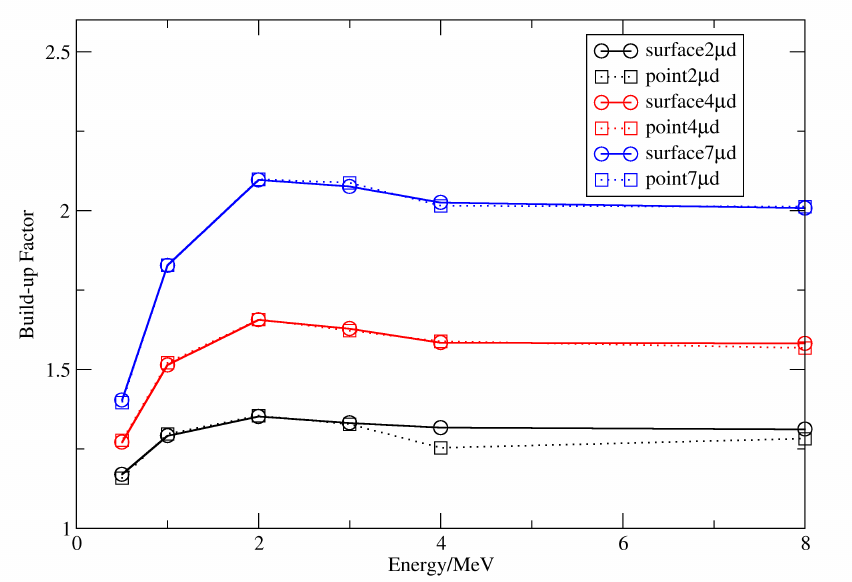 2.5
2
1.5
1
Build-up Factor
surface2μd
point2μd
surface4μd
point4μd
surface7μd
point7μd
0 2 4 6 8
Energy/MeV